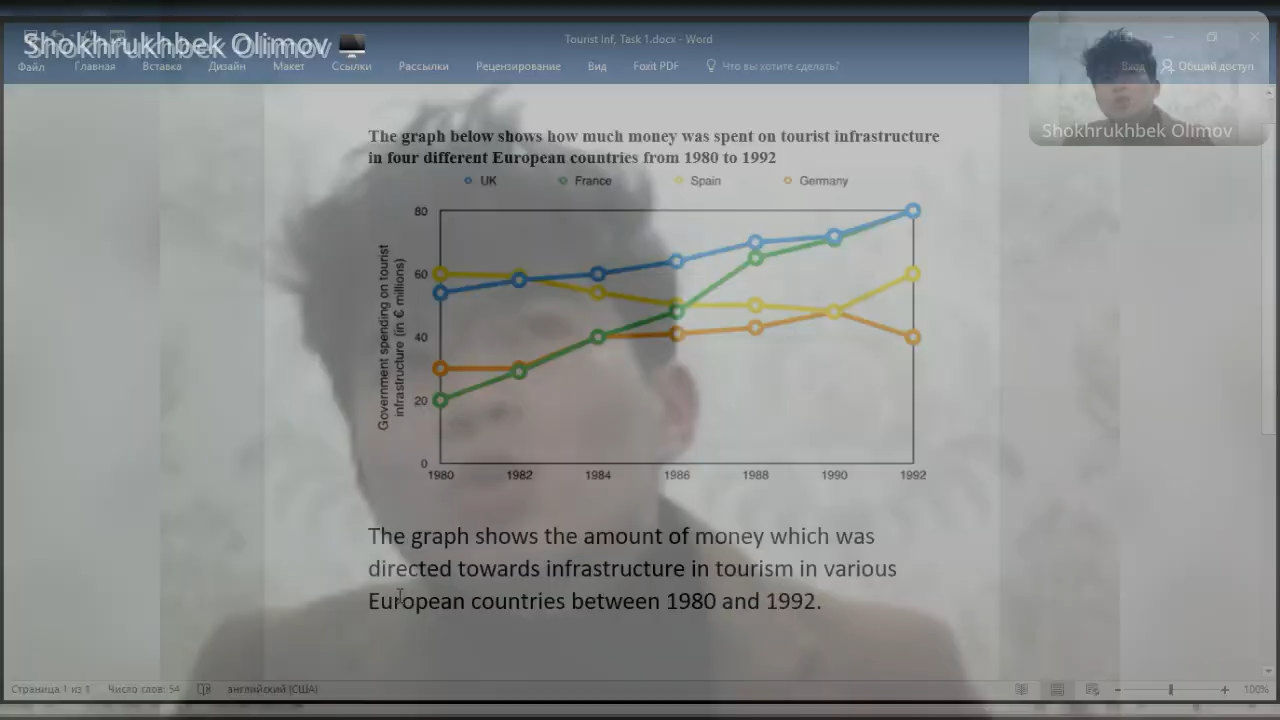 Shokhrukhbek Olimov
Tourist Inf, Task 1.docx - Word
Файл Главная Вставка Дизайн Макет Ссылки Рассылки Рецензирование Вид Foxit PDF Что вы хотите сделать? Вход Общий доступ
Shokhrukhbek Olimov
The graph below shows how much money was spent on tourist infrastructure
in four different European countries from 1980 to 1992
UK France Spain Germany
Government spending on tourist
infrastructure (in € millions)
80
60
40
20
0
1980 1982 1984 1986 1988 1990 1992
The graph shows the amount of money which was
directed towards infrastructure in tourism in various
European countries between 1980 and 1992.
Страница 1 из 1 Число слов: 54 английский (США) 100%